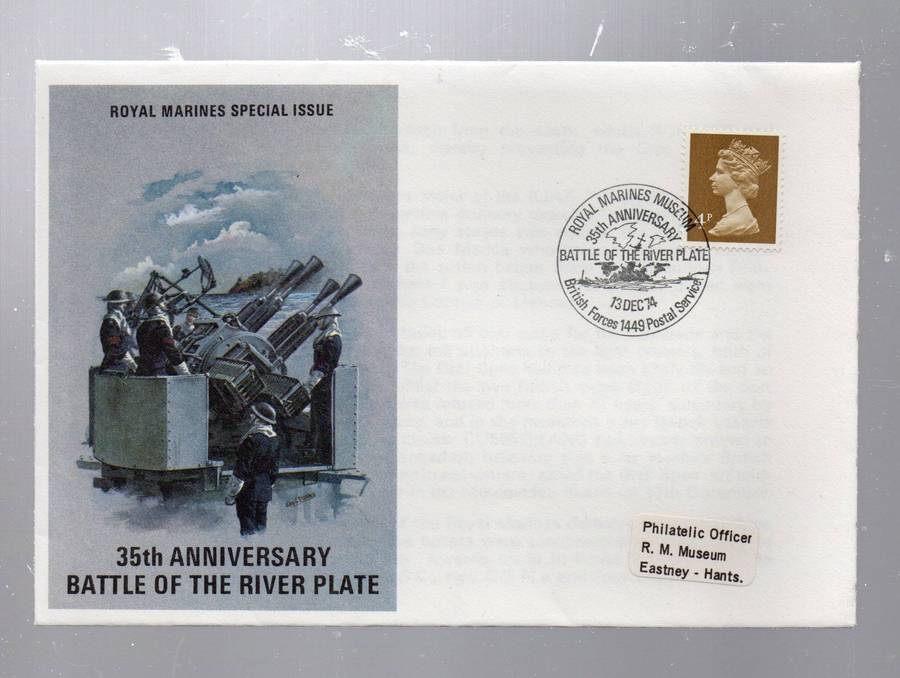 ROYAL MARINES SPECIAL ISSUE
35th ANNIVERSARY
BATTLE OF THE RIVER PLATE
4P
ROYAL MARINES MUSEUM
35th ANNIVERSARY
BATTLE OF THE RIVER PLATE
13 DEC 74
British Forces 1449 Postal Service
Philatelic Officer
R. M. Museum
Eastney - Hants.